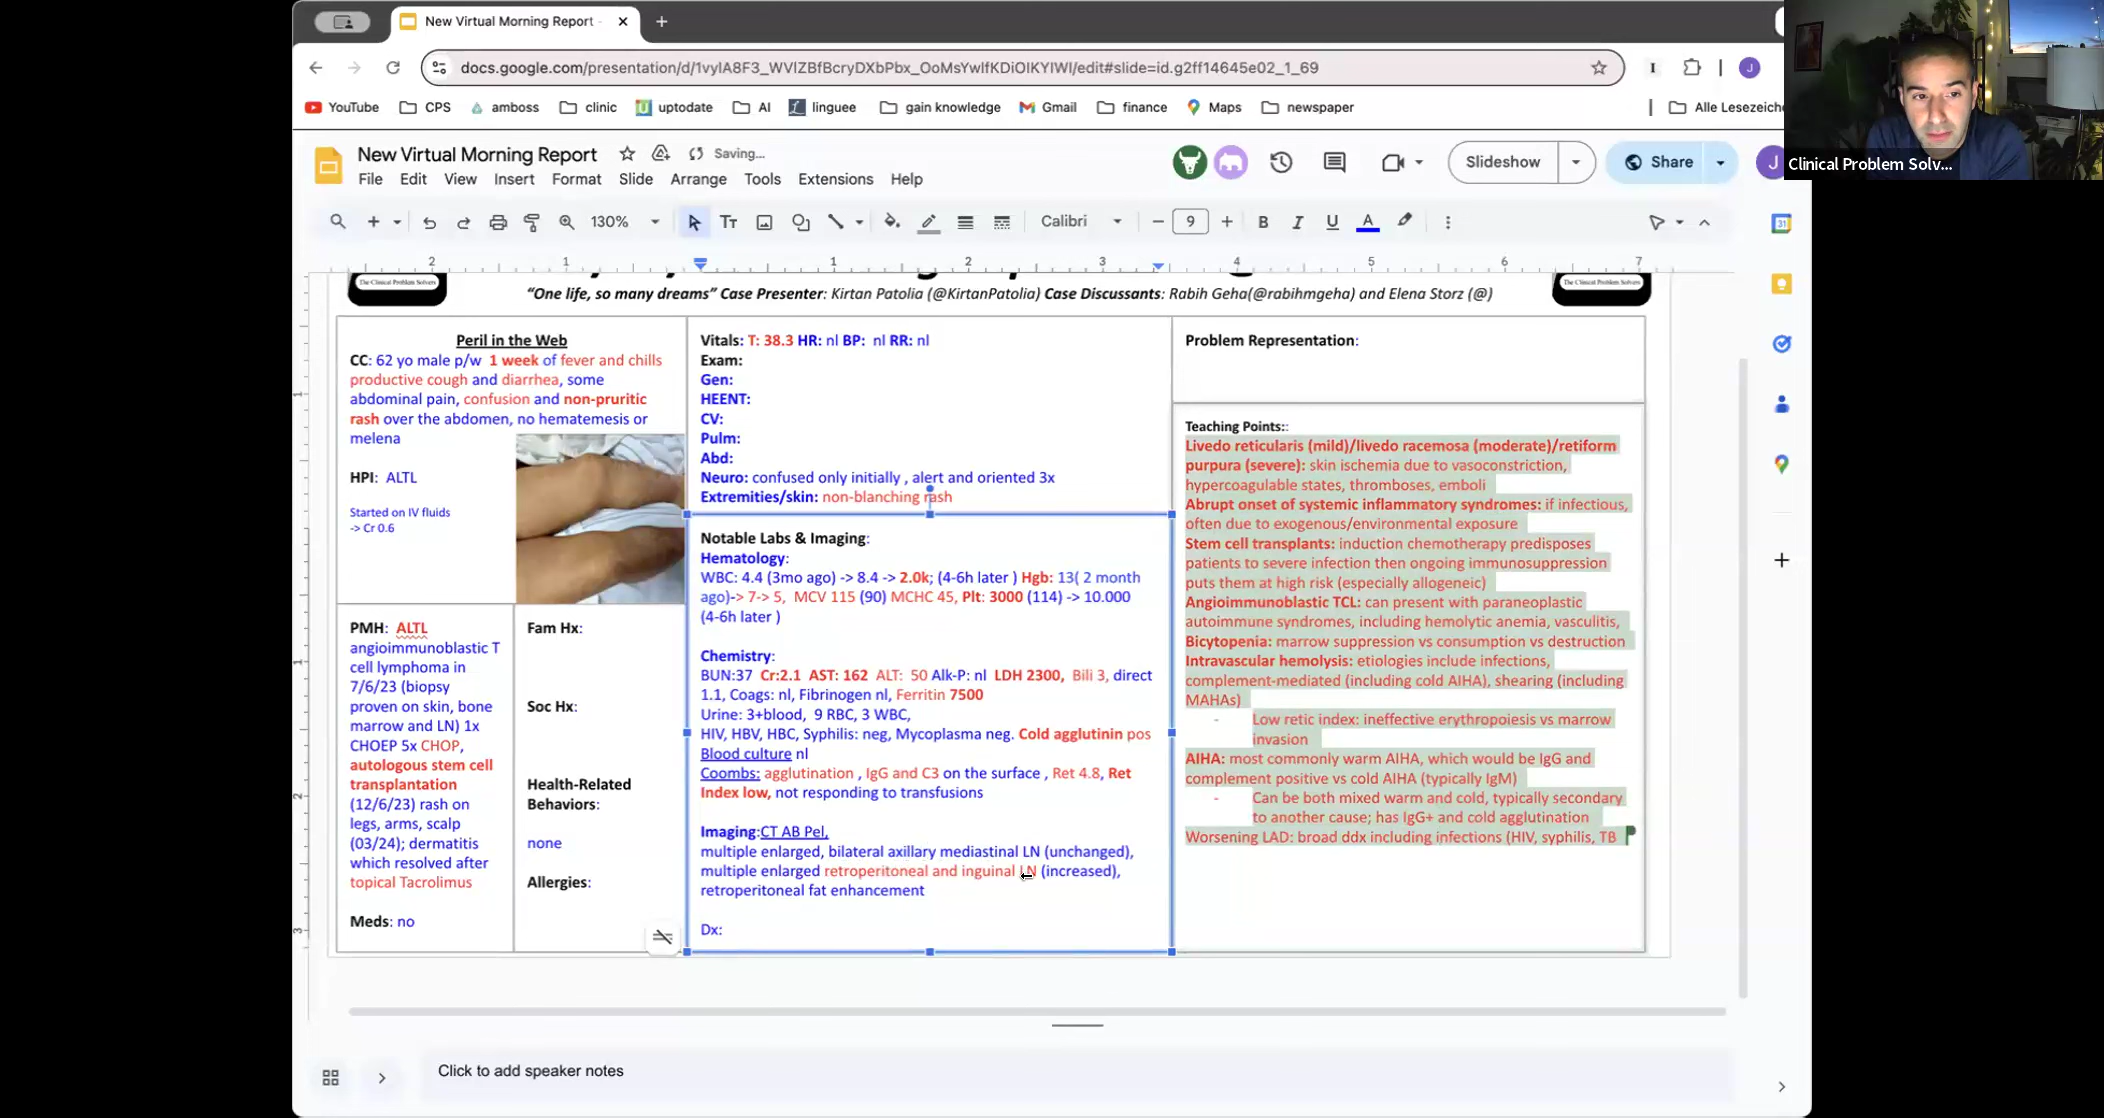 New Virtual Morning Report -
docs.google.com/presentation/d/1vylA8F3_WVIZBfBcryDXbPbx_OoMsYwIfKDiOIKYIWI/edit#slide=id.g2ff14645e02_1_69
J
YouTube CPS amboss clinic uptodate AI linguee gain knowledge Gmail finance Maps newspaper Alle Lesezeiche
Clinical Problem Solv...
New Virtual Morning Report Saving...
Slideshow Share J
File Edit View Insert Format Slide Arrange Tools Extensions Help
130% Calibri 9
2 1 1 2 3 4 5 6 7
The Clinical Problem Solvers
"One life, so many dreams" Case Presenter: Kirtan Patolia (@KirtanPatolia) Case Discussants: Rabih Geha(@rabihmgeha) and Elena Storz (@)
The Clinical Problem Solvers
Peril in the Web
CC: 62 yo male p/w 1 week of fever and chills
productive cough and diarrhea, some
abdominal pain, confusion and non-pruritic
rash over the abdomen, no hematemesis or
melena
HPI: ALTL
Started on IV fluids
-> Cr 0.6
PMH: ALTL
angioimmunoblastic T
cell lymphoma in
7/6/23 (biopsy
proven on skin, bone
marrow and LN) 1x
CHOEP 5x CHOP,
autologous stem cell
transplantation
(12/6/23) rash on
legs, arms, scalp
(03/24); dermatitis
which resolved after
topical Tacrolimus
Meds: no
Fam Hx:
Soc Hx:
Health-Related
Behaviors:
none
Allergies:
Vitals: T: 38.3 HR: nl BP: nl RR: nl
Exam:
Gen:
HEENT:
CV:
Pulm:
Abd:
Neuro: confused only initially , alert and oriented 3x
Extremities/skin: non-blanching rash
Notable Labs & Imaging:
Hematology:
WBC: 4.4 (3mo ago) -> 8.4 -> 2.0k; (4-6h later ) Hgb: 13( 2 month
ago)-> 7-> 5, MCV 115 (90) MCHC 45, Plt: 3000 (114) -> 10.000
(4-6h later )
Chemistry:
BUN:37 Cr:2.1 AST: 162 ALT: 50 Alk-P: nl LDH 2300, Bili 3, direct
1.1, Coags: nl, Fibrinogen nl, Ferritin 7500
Urine: 3+blood, 9 RBC, 3 WBC,
HIV, HBV, HBC, Syphilis: neg, Mycoplasma neg. Cold agglutinin pos
Blood culture nl
Coombs: agglutination , IgG and C3 on the surface , Ret 4.8, Ret
Index low, not responding to transfusions
Imaging:CT AB Pel,
multiple enlarged, bilateral axillary mediastinal LN (unchanged),
multiple enlarged retroperitoneal and inguinal LN (increased),
retroperitoneal fat enhancement
Dx:
Problem Representation:
Teaching Points::
Livedo reticularis (mild)/livedo racemosa (moderate)/retiform
purpura (severe): skin ischemia due to vasoconstriction,
hypercoagulable states, thromboses, emboli
Abrupt onset of systemic inflammatory syndromes: if infectious,
often due to exogenous/environmental exposure
Stem cell transplants: induction chemotherapy predisposes
patients to severe infection then ongoing immunosuppression
puts them at high risk (especially allogeneic)
Angioimmunoblastic TCL: can present with paraneoplastic
autoimmune syndromes, including hemolytic anemia, vasculitis,
Bicytopenia: marrow suppression vs consumption vs destruction
Intravascular hemolysis: etiologies include infections,
complement-mediated (including cold AIHA), shearing (including
MAHAs)
- Low retic index: ineffective erythropoiesis vs marrow
invasion
AIHA: most commonly warm AIHA, which would be IgG and
complement positive vs cold AIHA (typically IgM)
- Can be both mixed warm and cold, typically secondary
to another cause; has IgG+ and cold agglutination
Worsening LAD: broad ddx including infections (HIV, syphilis, TB
1
1
2
3
Click to add speaker notes